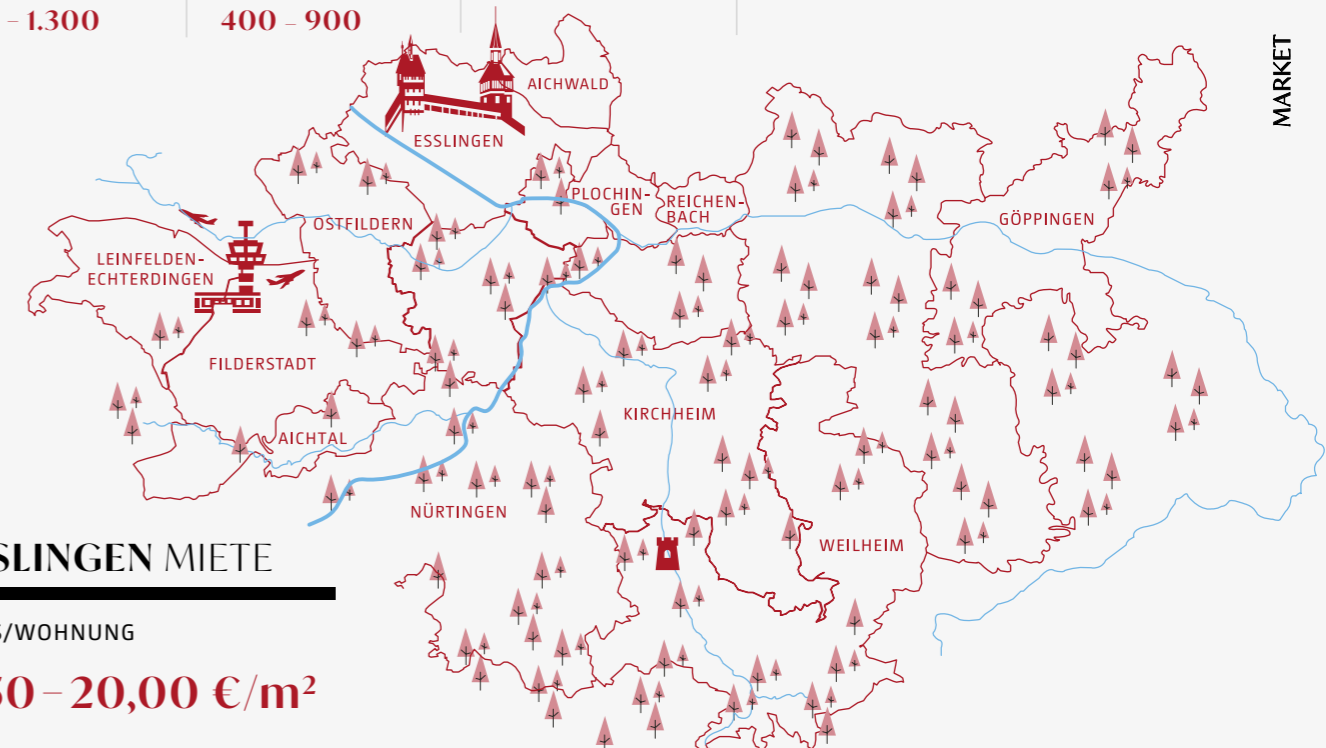 – 1.300
400 – 900
MARKET
AICHWALD
ESSLINGEN
PLOCHIN-
GEN
REICHEN-
BACH
GÖPPINGEN
OSTFILDERN
LEINFELDEN-
ECHTERDINGEN
FILDERSTADT
KIRCHHEIM
AICHTAL
NÜRTINGEN
WEILHEIM
SLINGEN MIETE
/WOHNUNG
0 – 20,00 €/m²